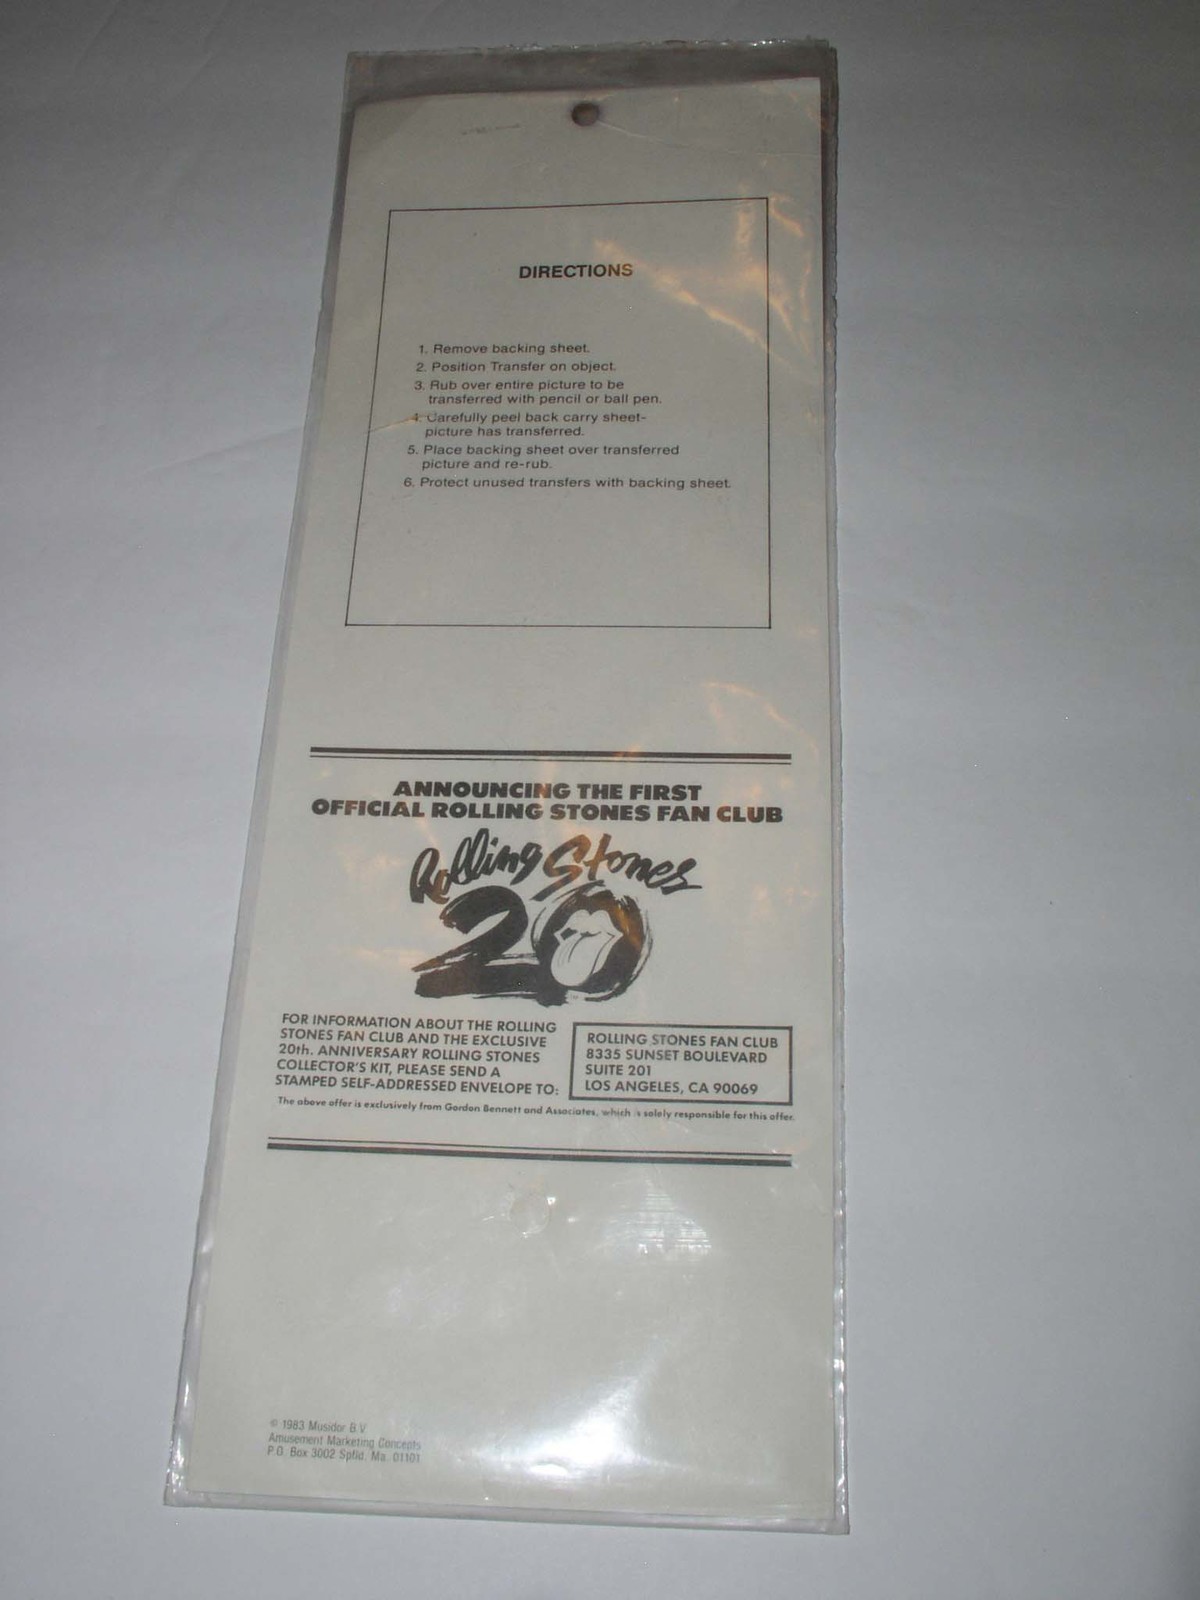 DIRECTIONS
1. Remove backing sheet.
2. Position Transfer on object.
3. Rub over entire picture to be
transferred with pencil or ball pen.
4. Carefully peel back carry sheet-
picture has transferred.
5. Place backing sheet over transferred
picture and re-rub.
6. Protect unused transfers with backing sheet.
ANNOUNCING THE FIRST
OFFICIAL ROLLING STONES FAN CLUB
Rolling Stones
20
FOR INFORMATION ABOUT THE ROLLING
STONES FAN CLUB AND THE EXCLUSIVE
20th. ANNIVERSARY ROLLING STONES
COLLECTOR'S KIT, PLEASE SEND A
STAMPED SELF-ADDRESSED ENVELOPE TO:
ROLLING STONES FAN CLUB
8335 SUNSET BOULEVARD
SUITE 201
LOS ANGELES, CA 90069
The above offer is exclusively from Gordon Bennett and Associates, which is solely responsible for this offer.
© 1983 Musidor B.V.
Amusement Marketing Concepts
P.O. Box 3002 Spfld. Ma. 01101